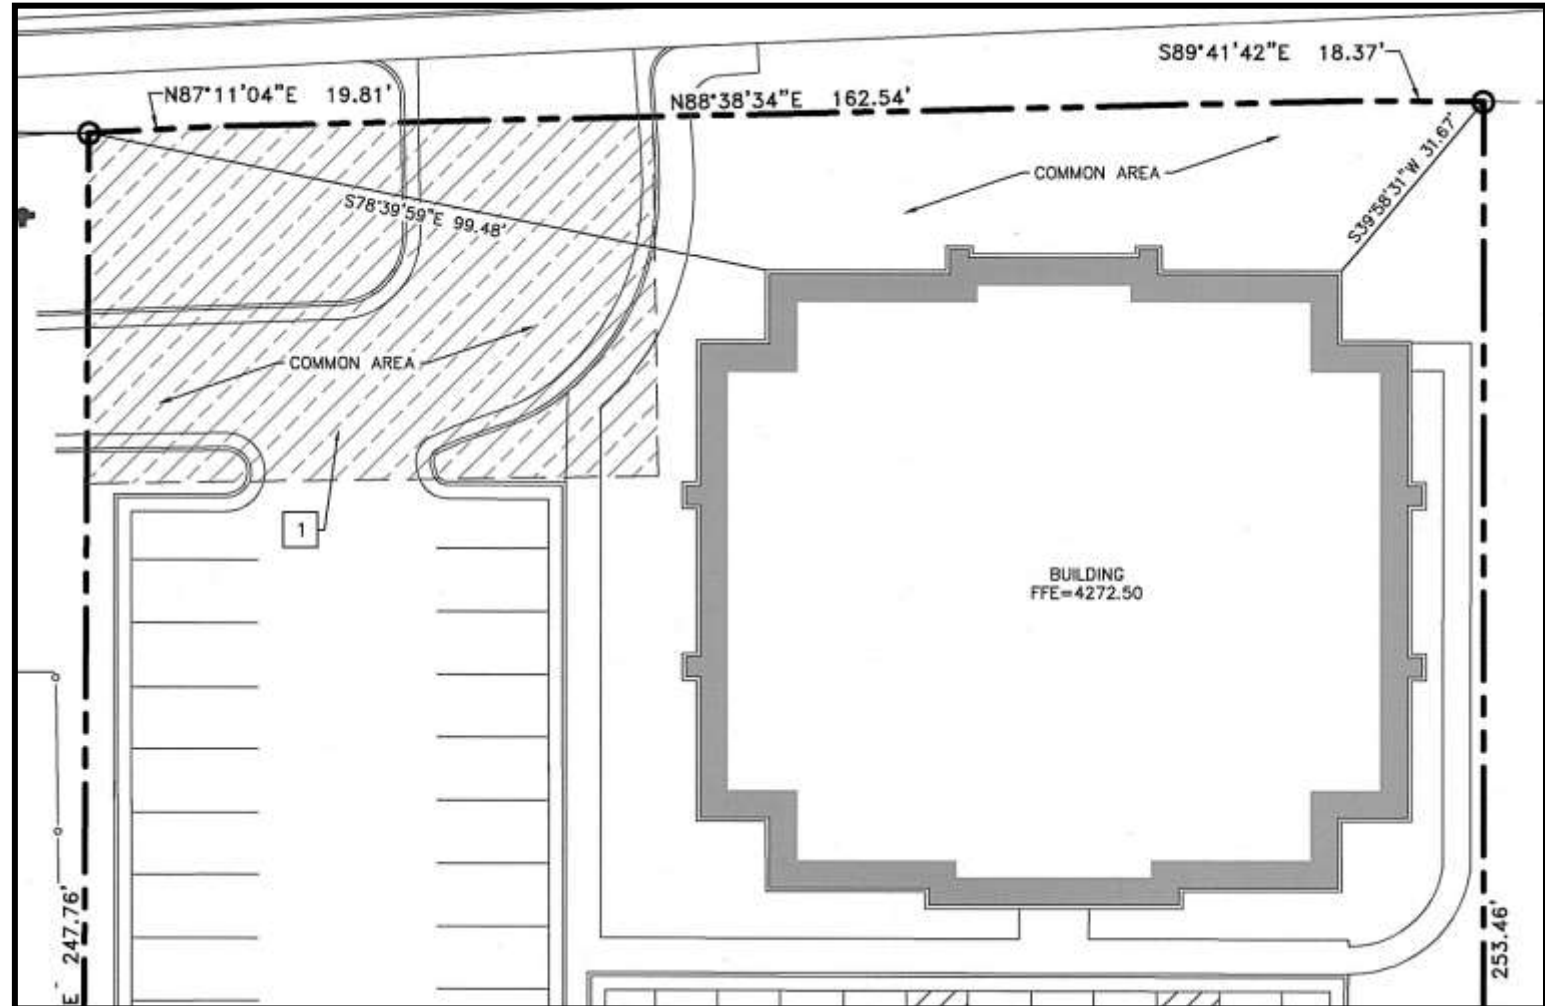 S89°41'42"E 18.37'
N87°11'04"E 19.81'
N88°38'34"E 162.54'
S39°58'31"W 31.67'
COMMON AREA
S78°39'59"E 99.48'
COMMON AREA
1
BUILDING
FFE=4272.50
E 247.76'
253.46'